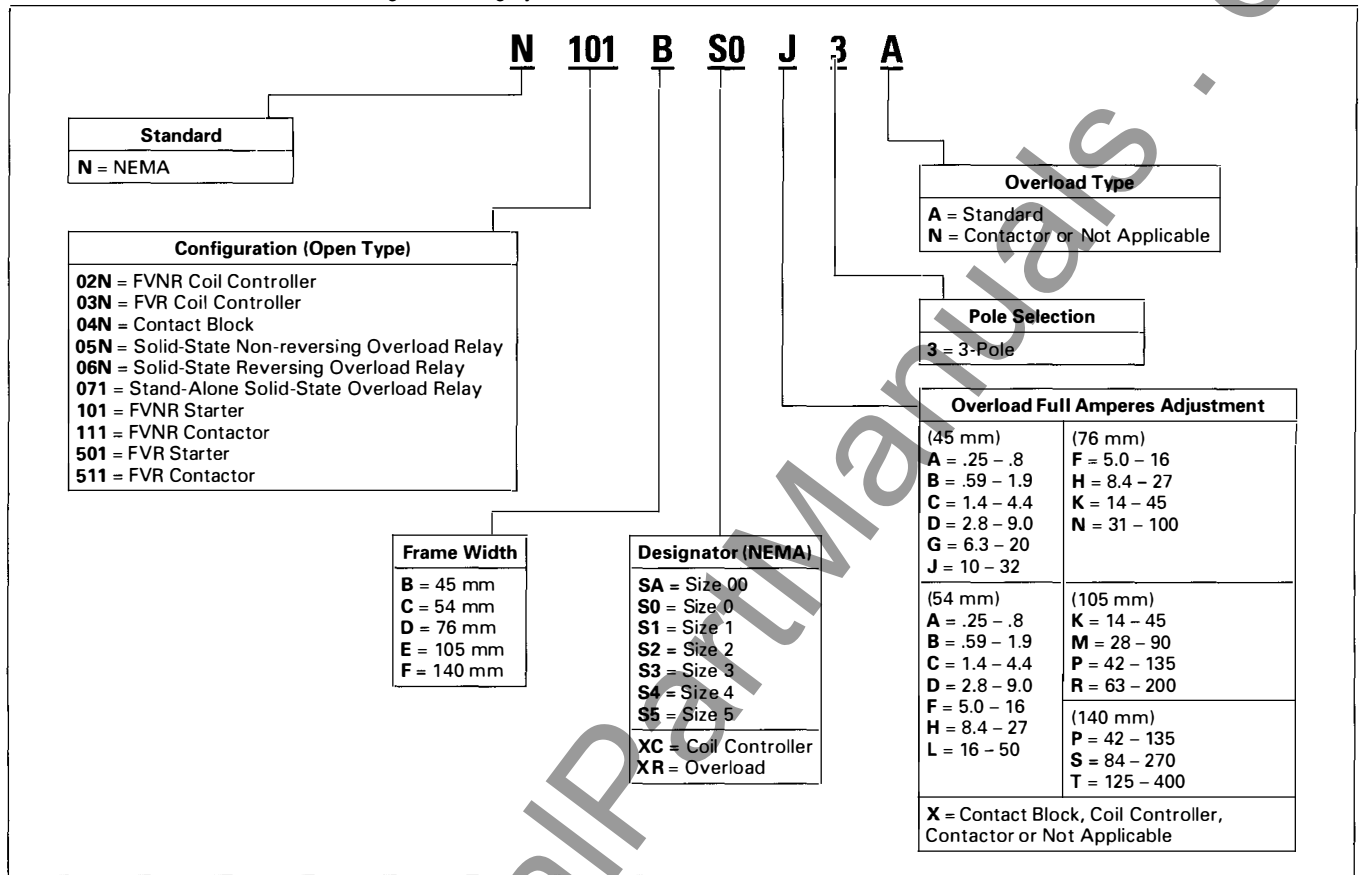 N 101 B S0 J 3 A
Standard
N = NEMA
Configuration (Open Type)
02N = FVNR Coil Controller
03N = FVR Coil Controller
04N = Contact Block
05N = Solid-State Non-reversing Overload Relay
06N = Solid-State Reversing Overload Relay
071 = Stand-Alone Solid-State Overload Relay
101 = FVNR Starter
111 = FVNR Contactor
501 = FVR Starter
511 = FVR Contactor
Frame Width
B = 45 mm
C = 54 mm
D = 76 mm
E = 105 mm
F = 140 mm
Designator (NEMA)
SA = Size 00
S0 = Size 0
S1 = Size 1
S2 = Size 2
S3 = Size 3
S4 = Size 4
S5 = Size 5
XC = Coil Controller
XR = Overload
Overload Type
A = Standard
N = Contactor or Not Applicable
Pole Selection
3 = 3-Pole
Overload Full Amperes Adjustment
(45 mm)
A = .25 – .8
B = .59 – 1.9
C = 1.4 – 4.4
D = 2.8 – 9.0
G = 6.3 – 20
J = 10 – 32
(76 mm)
F = 5.0 – 16
H = 8.4 – 27
K = 14 – 45
N = 31 – 100
(54 mm)
A = .25 – .8
B = .59 – 1.9
C = 1.4 – 4.4
D = 2.8 – 9.0
F = 5.0 – 16
H = 8.4 – 27
L = 16 – 50
(105 mm)
K = 14 – 45
M = 28 – 90
P = 42 – 135
R = 63 – 200
(140 mm)
P = 42 – 135
S = 84 – 270
T = 125 – 400
X = Contact Block, Coil Controller,
Contactor or Not Applicable
alPartManuals .